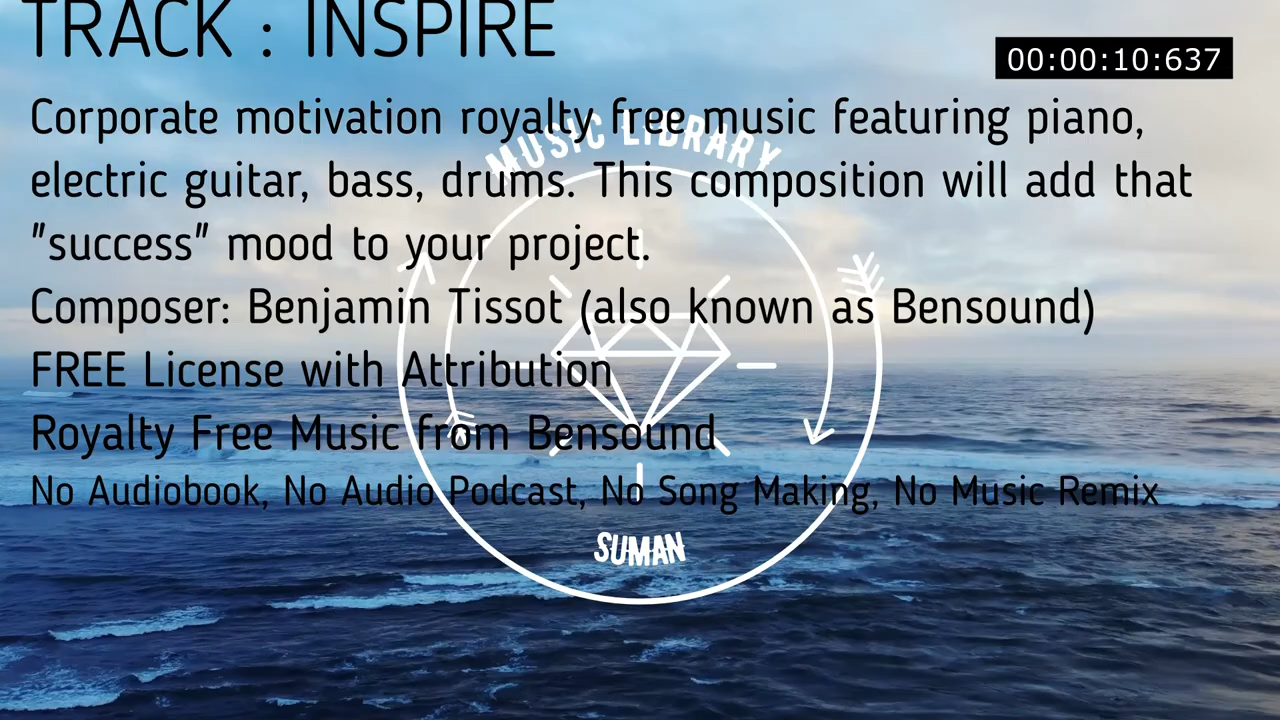 TRACK : INSPIRE
00:00:10:637
Corporate motivation royalty free music featuring piano,
electric guitar, bass, drums. This composition will add that
"success" mood to your project.
Composer: Benjamin Tissot (also known as Bensound)
FREE License with Attribution
Royalty Free Music from Bensound
No Audiobook, No Audio Podcast, No Song Making, No Music Remix
MUSIC LIBRARY
SUMAN